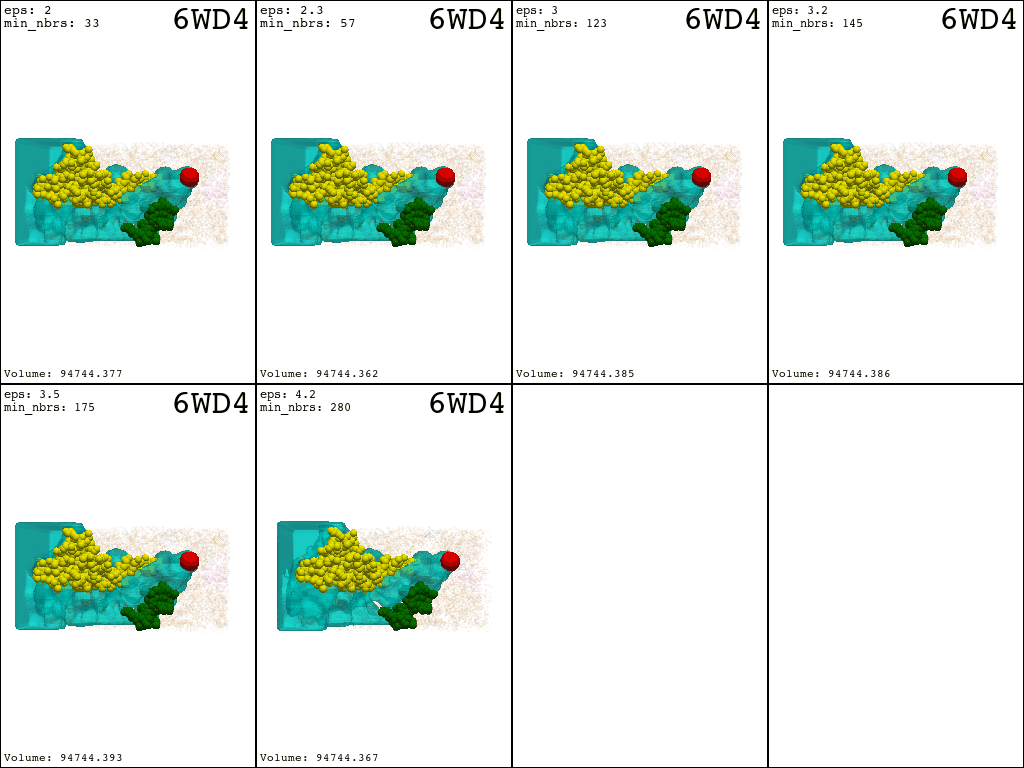 eps: 2
min_nbrs: 33
6WD4
Volume: 94744.377
eps: 2.3
min_nbrs: 57
6WD4
Volume: 94744.362
eps: 3
min_nbrs: 123
6WD4
Volume: 94744.385
eps: 3.2
min_nbrs: 145
6WD4
Volume: 94744.386
eps: 3.5
min_nbrs: 175
6WD4
Volume: 94744.393
eps: 4.2
min_nbrs: 280
6WD4
Volume: 94744.367